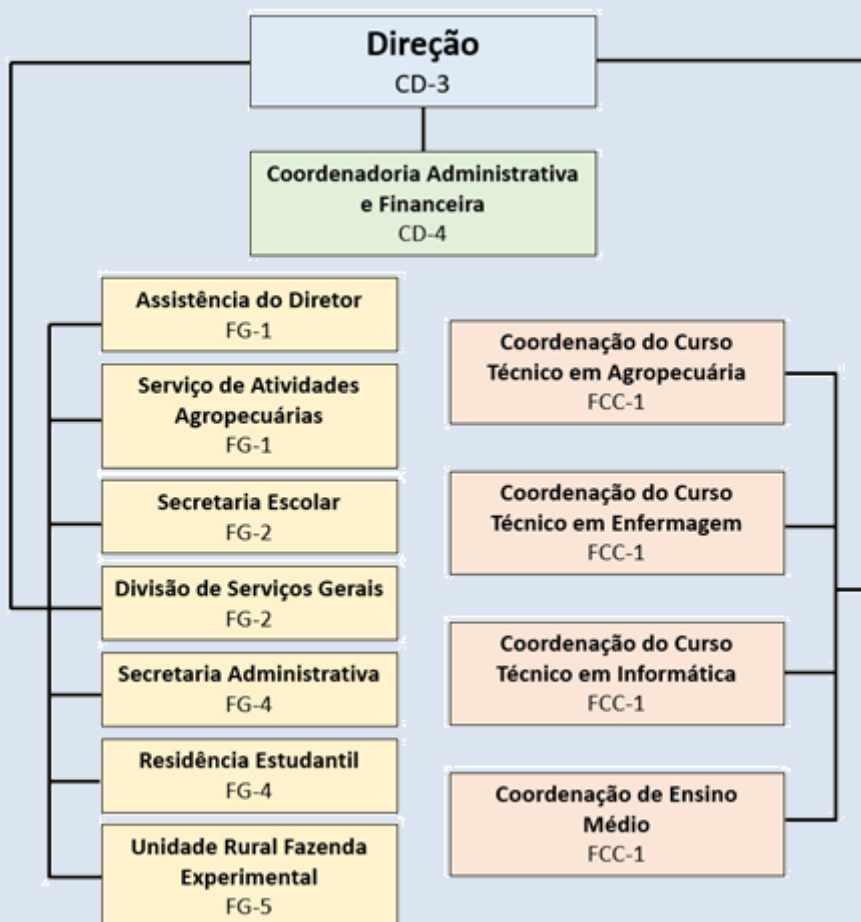 Direção
CD-3
Coordenadoria Administrativa
e Financeira
CD-4
Assistência do Diretor
FG-1
Serviço de Atividades
Agropecuárias
FG-1
Secretaria Escolar
FG-2
Divisão de Serviços Gerais
FG-2
Secretaria Administrativa
FG-4
Residência Estudantil
FG-4
Unidade Rural Fazenda
Experimental
FG-5
Coordenação do Curso
Técnico em Agropecuária
FCC-1
Coordenação do Curso
Técnico em Enfermagem
FCC-1
Coordenação do Curso
Técnico em Informática
FCC-1
Coordenação de Ensino
Médio
FCC-1